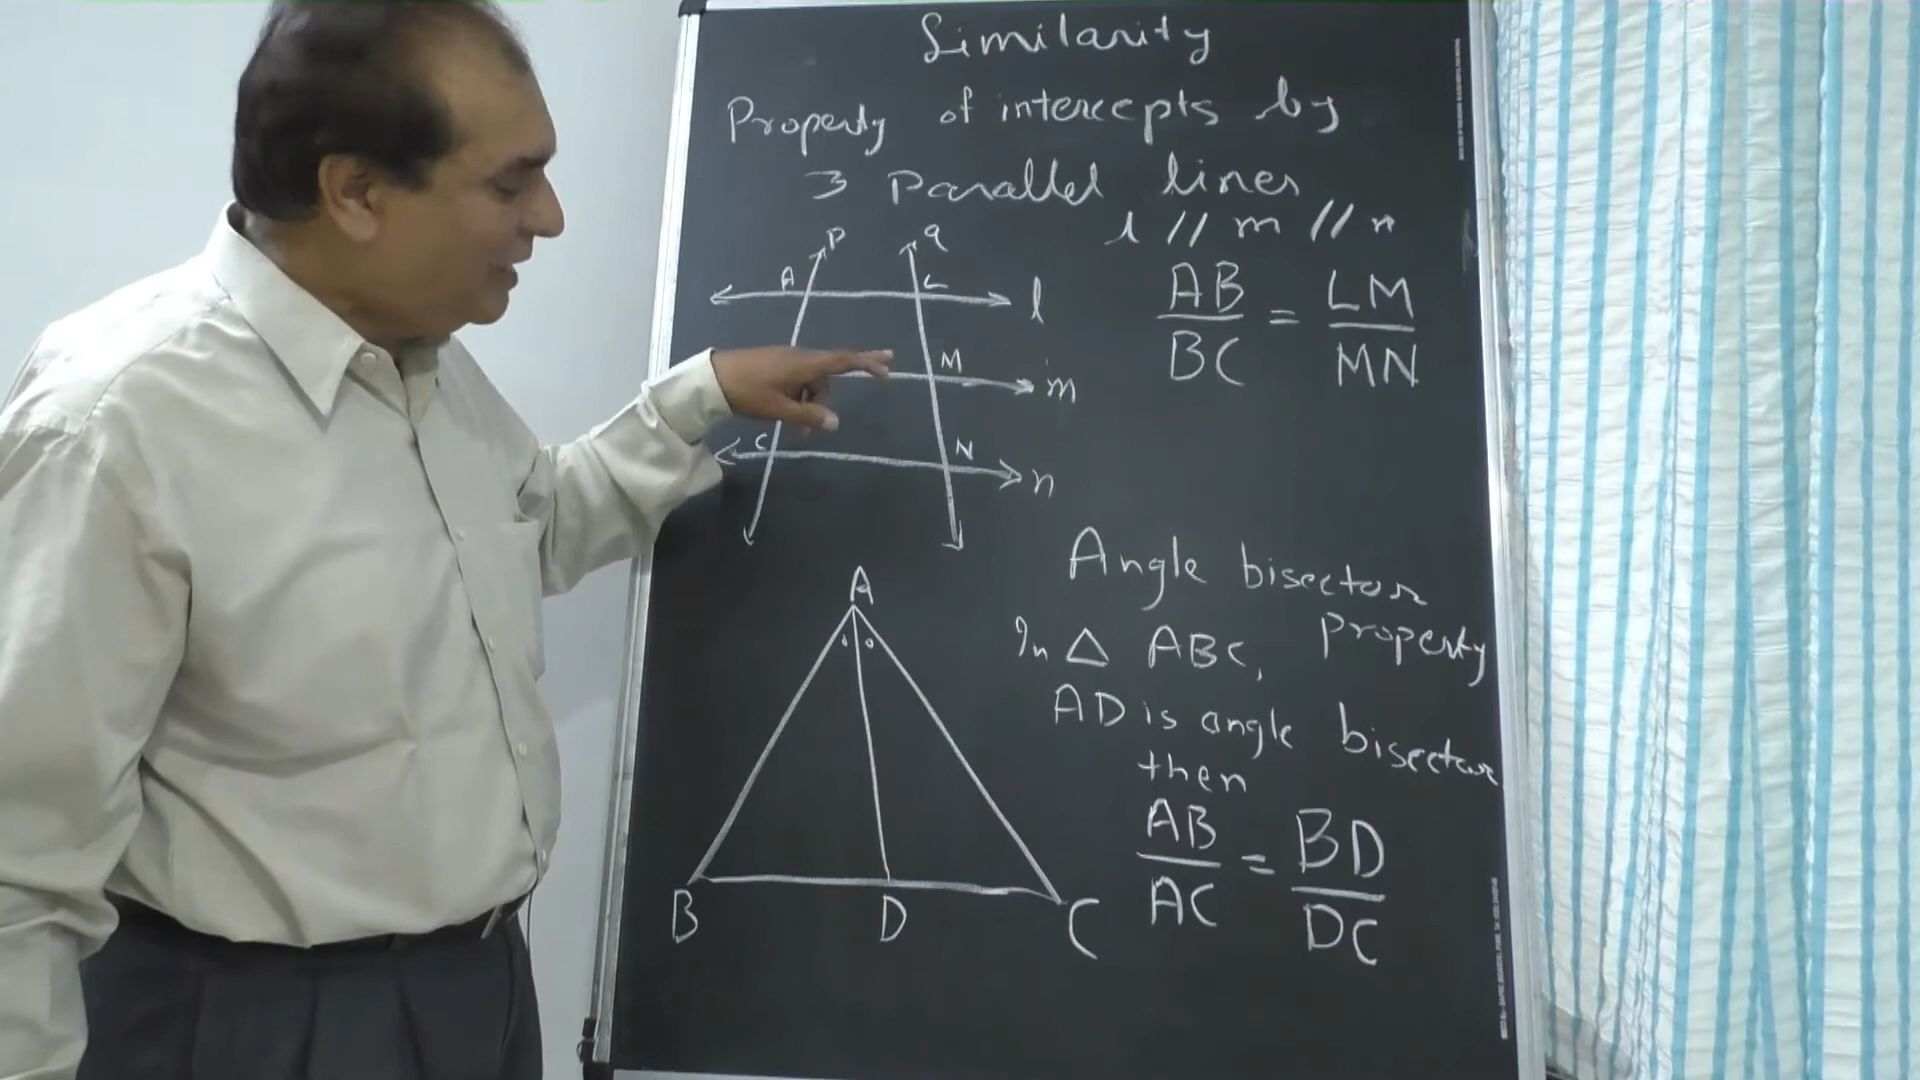 Similarity
Property of intercepts by
3 Parallel lines
l // m // n
P q
A L l
M m
C N n
AB/BC = LM/MN
Angle bisector
property
In △ ABC,
AD is angle bisector
then
AB/AC = BD/DC
A
B D C